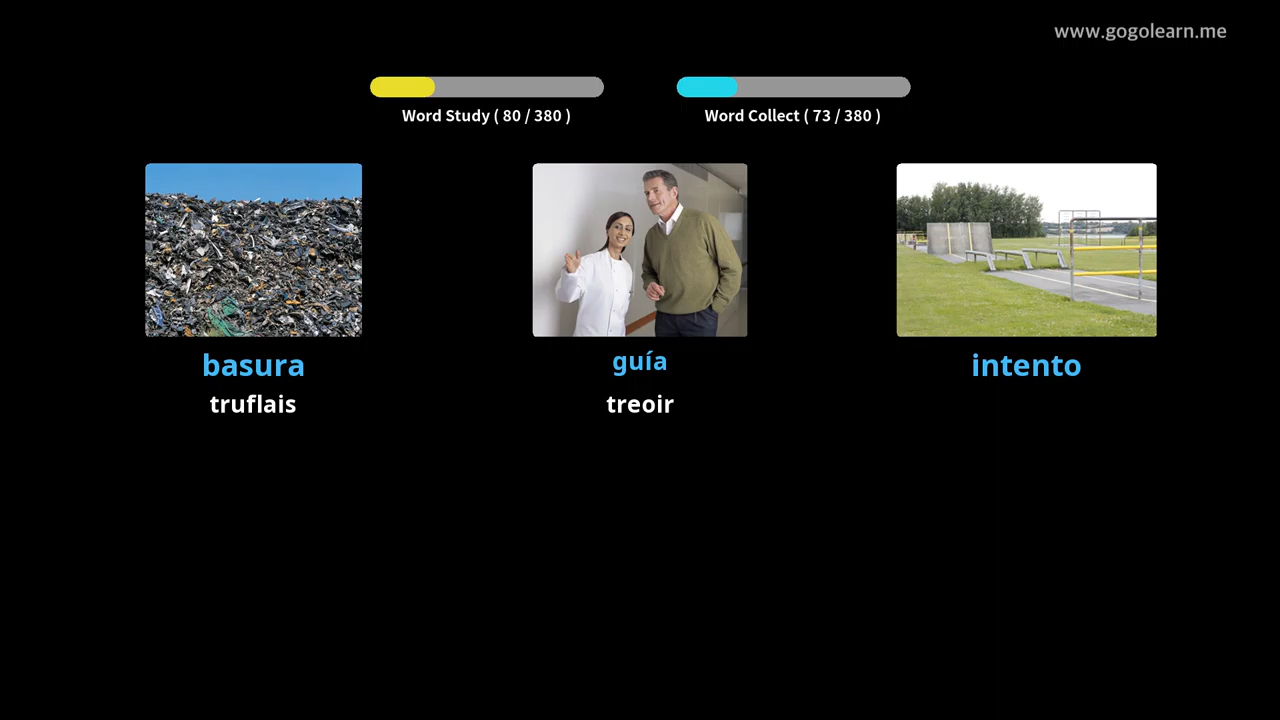 www.gogolearn.me
Word Study ( 80 / 380 )
Word Collect ( 73 / 380 )
basura
guía
intento
truflais
treoir